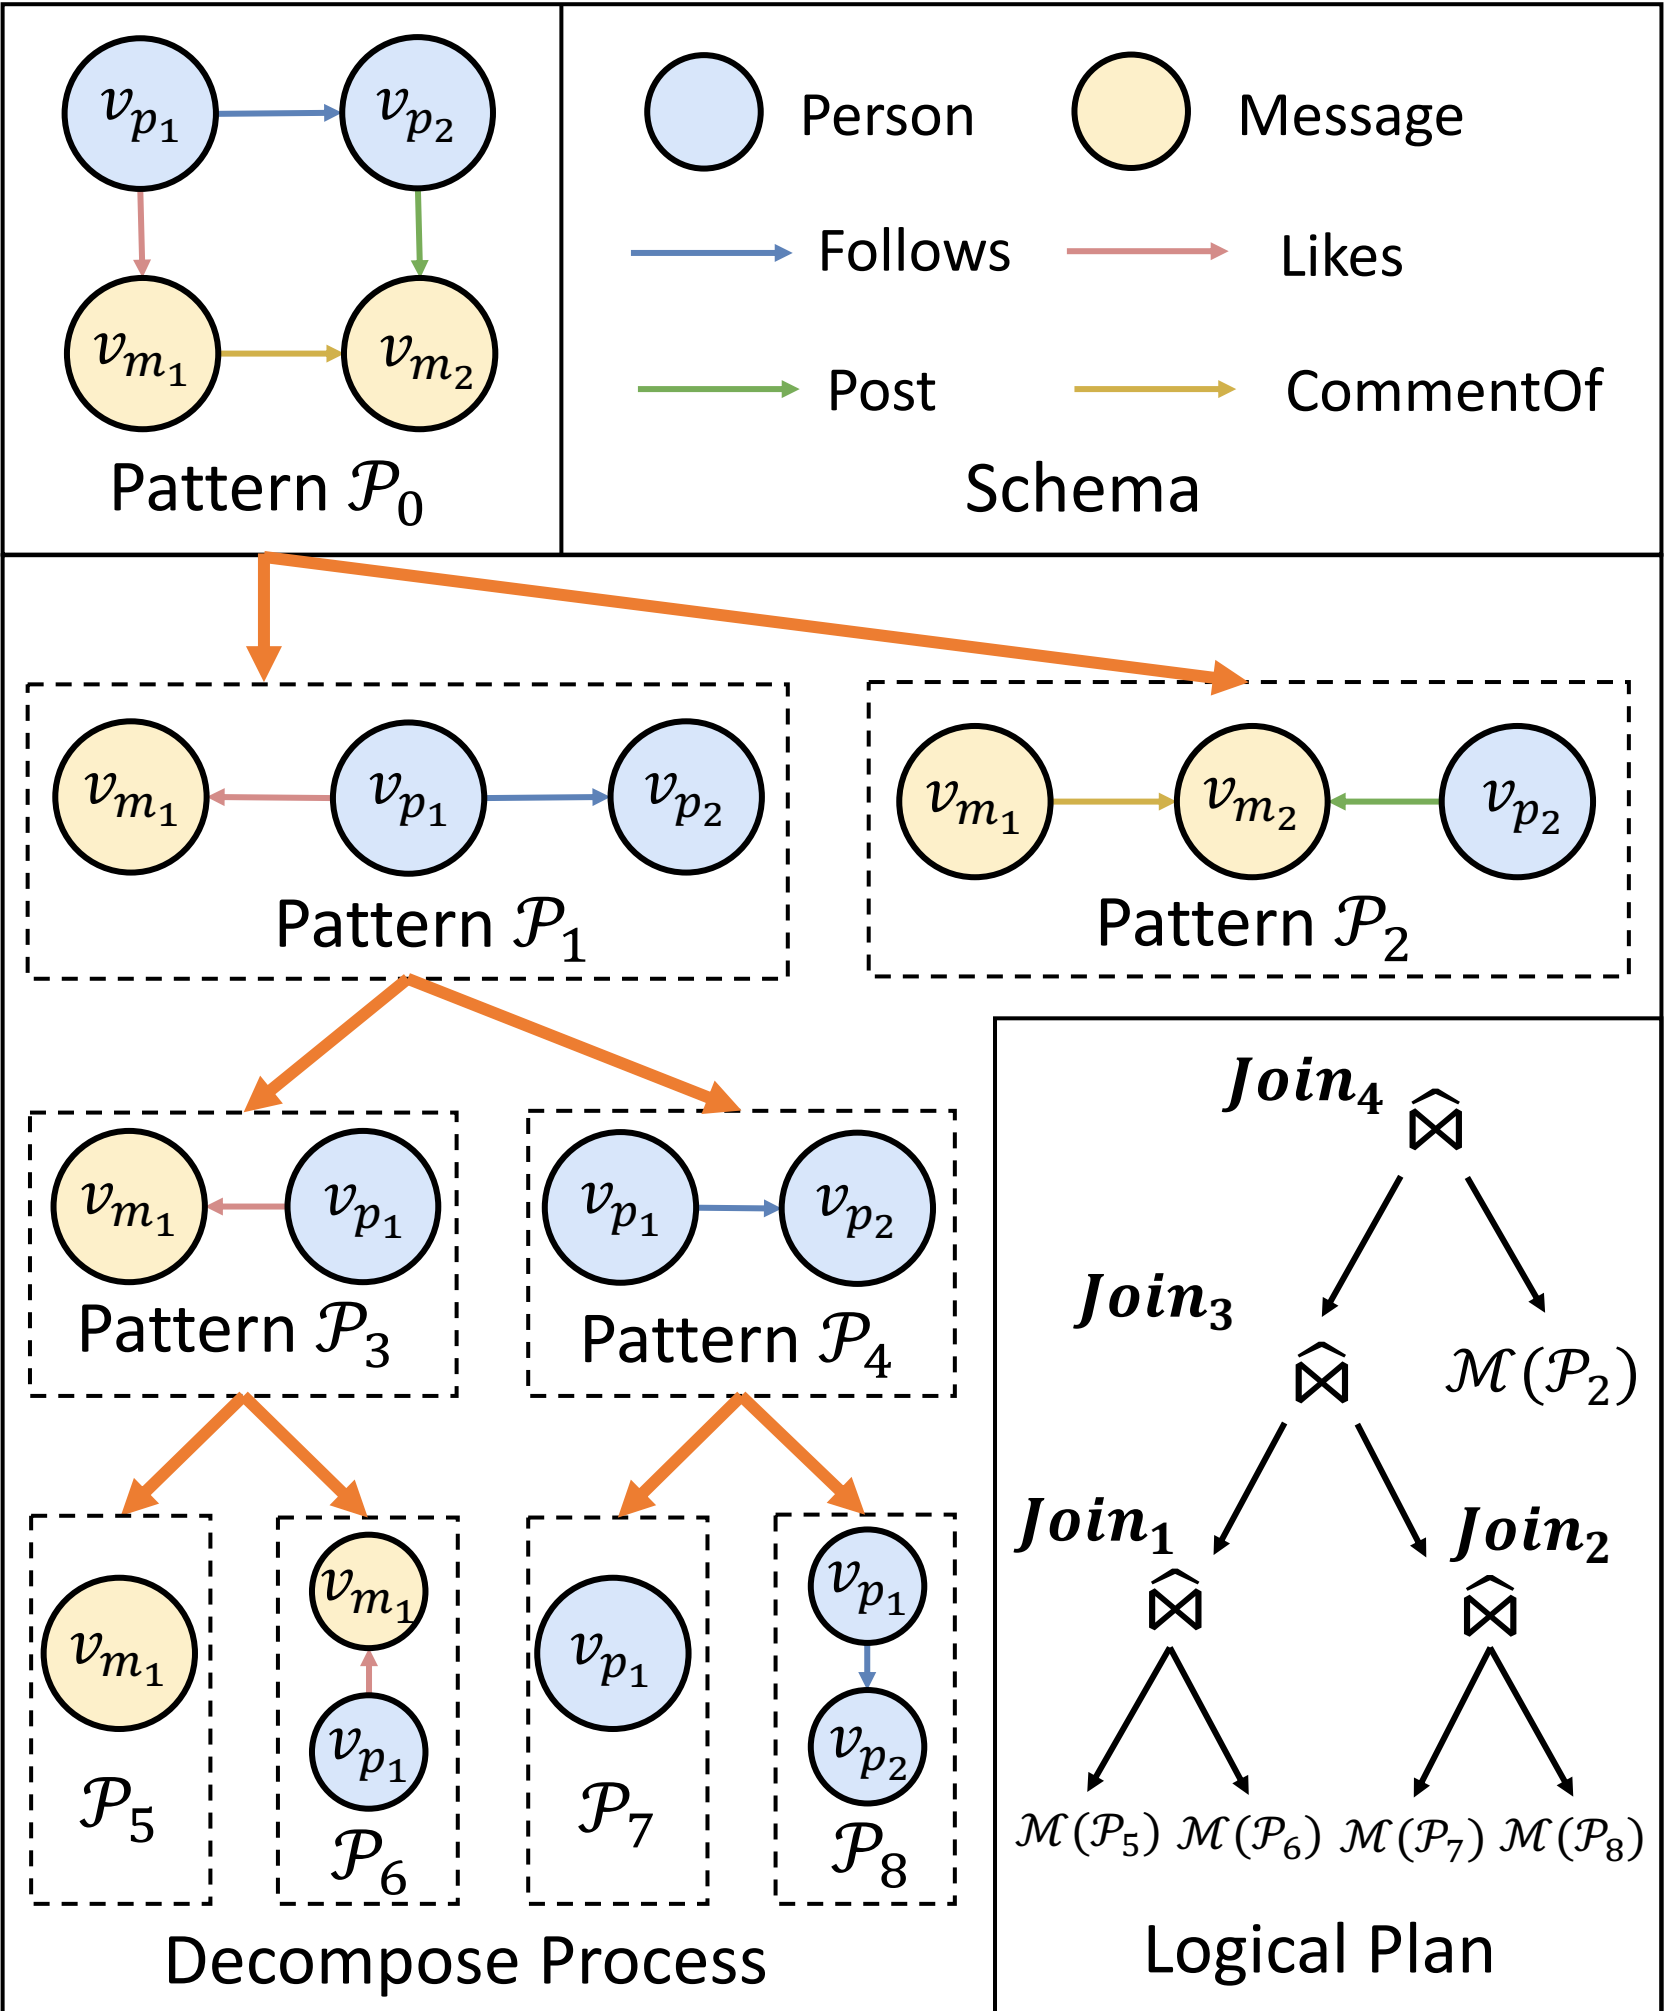 v_{p_1} v_{p_2}
v_{m_1} v_{m_2}
Pattern 𝒫_0
Person Message
Follows Likes
Post CommentOf
Schema
v_{m_1} v_{p_1} v_{p_2}
Pattern 𝒫_1
v_{m_1} v_{m_2} v_{p_2}
Pattern 𝒫_2
v_{m_1} v_{p_1}
Pattern 𝒫_3
v_{p_1} v_{p_2}
Pattern 𝒫_4
v_{m_1}
𝒫_5
v_{m_1}
v_{p_1}
𝒫_6
v_{p_1}
𝒫_7
v_{p_1}
v_{p_2}
𝒫_8
Decompose Process
Join_4
⋈̂
Join_3
⋈̂ ℳ(𝒫_2)
Join_1 Join_2
⋈̂ ⋈̂
ℳ(𝒫_5) ℳ(𝒫_6) ℳ(𝒫_7) ℳ(𝒫_8)
Logical Plan